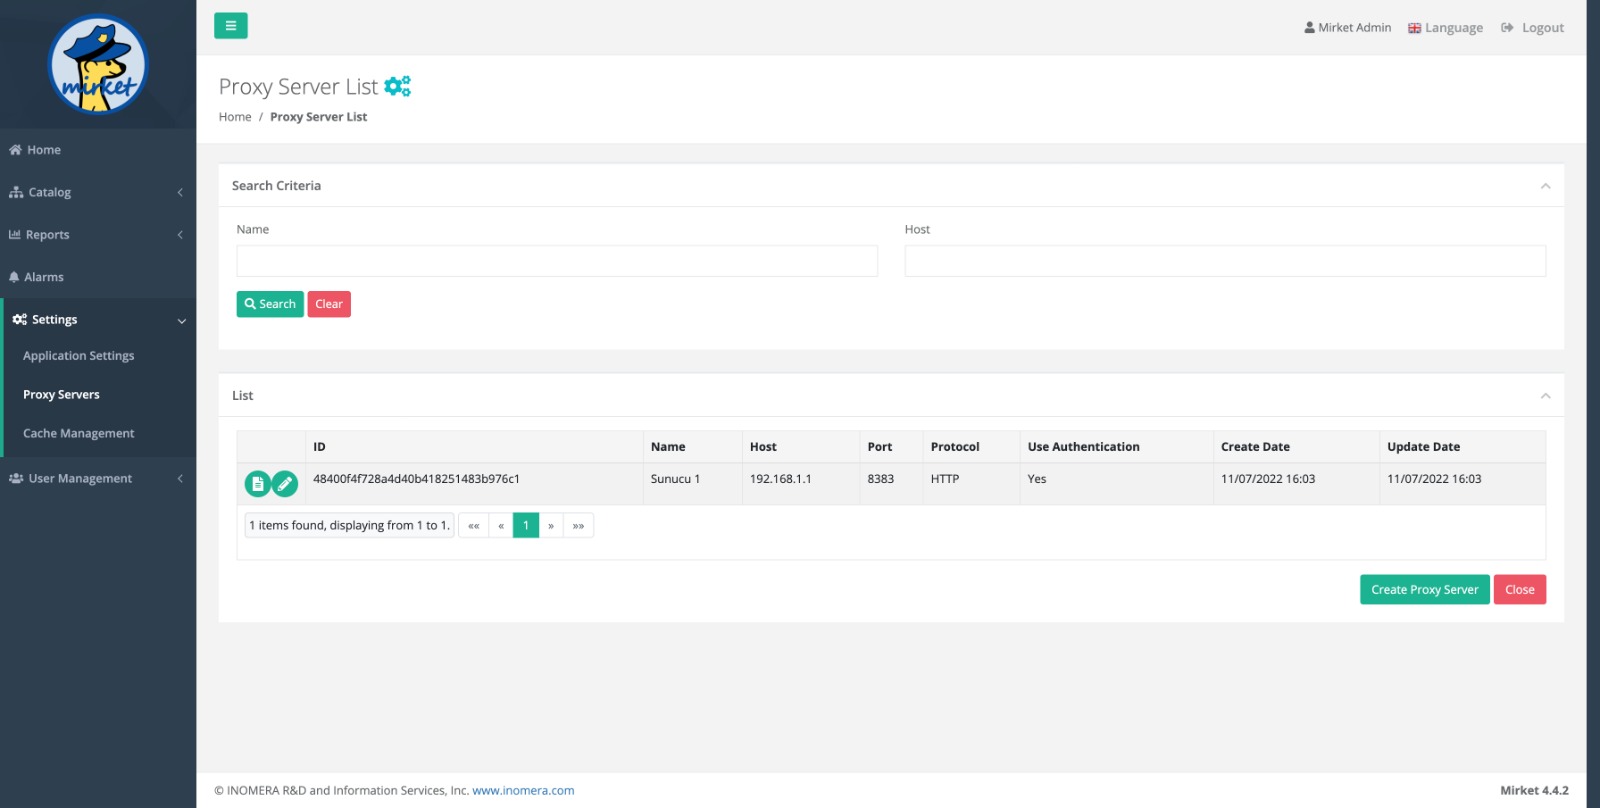 mirket
Mirket Admin Language Logout
Proxy Server List
Home / Proxy Server List
Home
Catalog
Reports
Alarms
Settings
Application Settings
Proxy Servers
Cache Management
User Management
Search Criteria
Name Host
Search Clear
List
ID Name Host Port Protocol Use Authentication Create Date Update Date
48400f4f728a4d40b418251483b976c1 Sunucu 1 192.168.1.1 8383 HTTP Yes 11/07/2022 16:03 11/07/2022 16:03
1 items found, displaying from 1 to 1. «« « 1 » »»
Create Proxy Server Close
© INOMERA R&D and Information Services, Inc. www.inomera.com Mirket 4.4.2